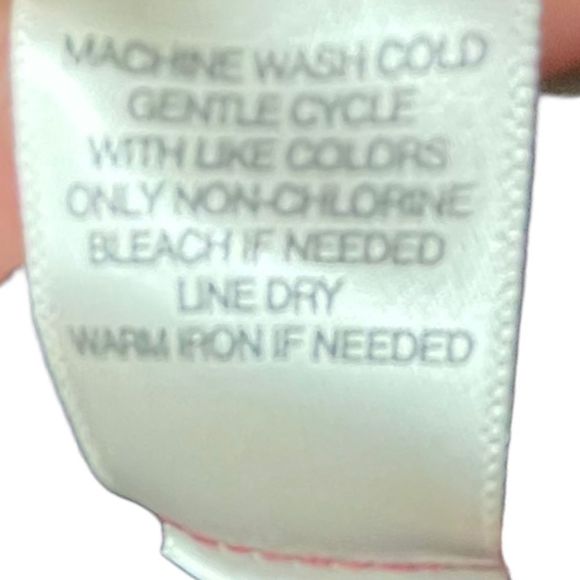 MACHINE WASH COLD
GENTLE CYCLE
WITH LIKE COLORS
ONLY NON-CHLORINE
BLEACH IF NEEDED
LINE DRY
WARM IRON IF NEEDED